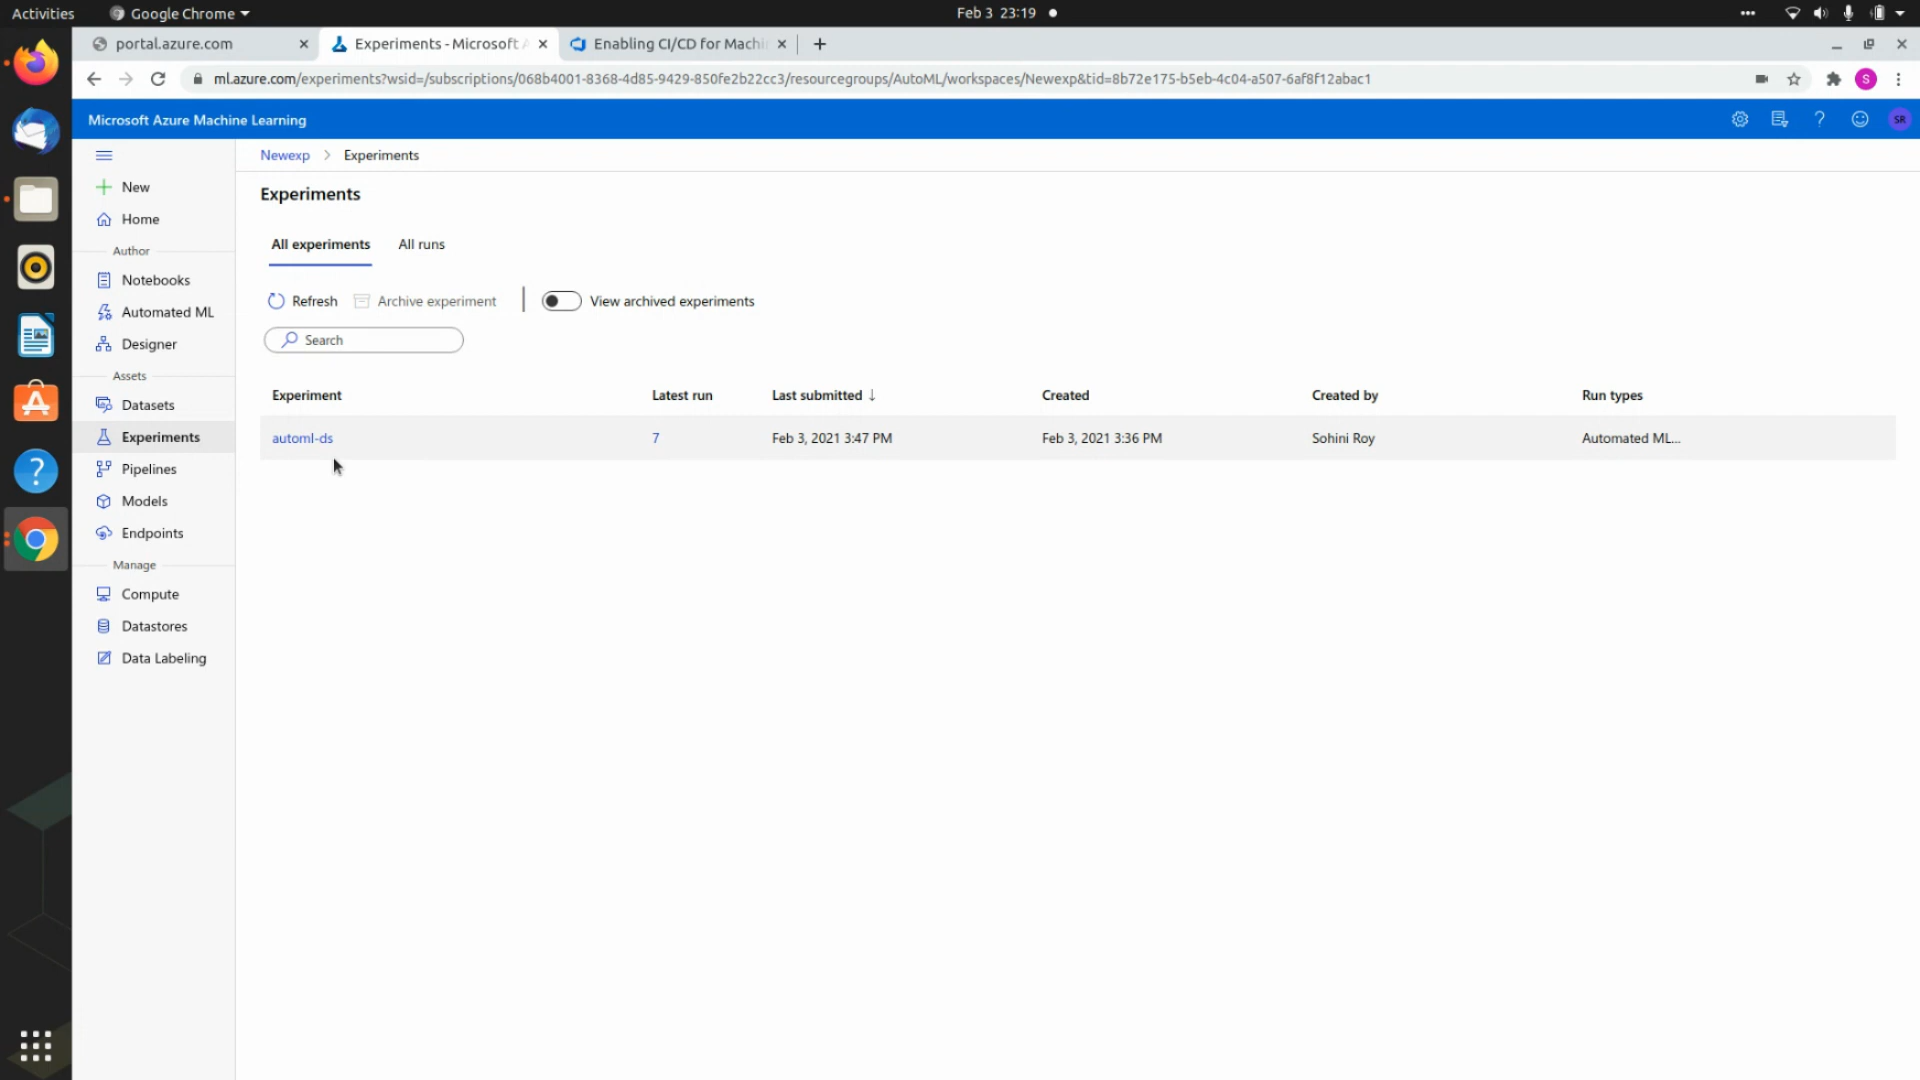 Activities Google Chrome Feb 3 23:19
portal.azure.com Experiments - Microsoft A Enabling CI/CD for Machi
ml.azure.com/experiments?wsid=/subscriptions/068b4001-8368-4d85-9429-850fe2b22cc3/resourcegroups/AutoML/workspaces/Newexp&tid=8b72e175-b5eb-4c04-a507-6af8f12abac1 S
Microsoft Azure Machine Learning SR
New
Home
Author
Notebooks
Automated ML
Designer
Assets
Datasets
Experiments
Pipelines
Models
Endpoints
Manage
Compute
Datastores
Data Labeling
Newexp > Experiments
Experiments
All experiments All runs
Refresh Archive experiment View archived experiments
Search
Experiment Latest run Last submitted ↓ Created Created by Run types
automl-ds 7 Feb 3, 2021 3:47 PM Feb 3, 2021 3:36 PM Sohini Roy Automated ML...